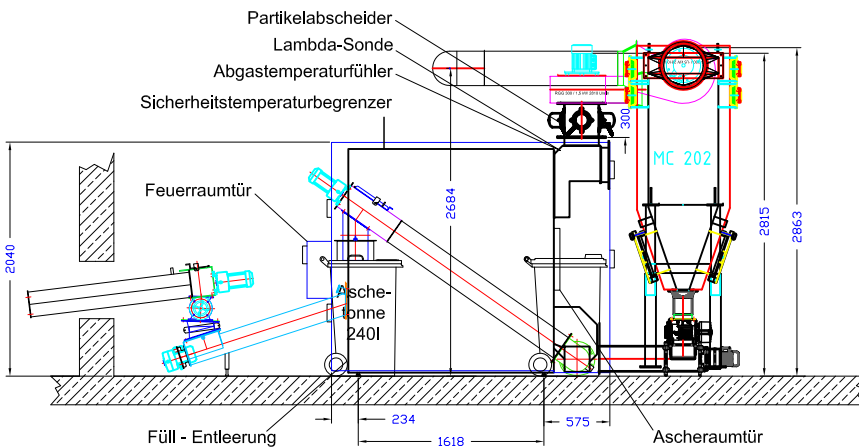 Partikelabscheider
Lambda-Sonde
Abgastemperaturfühler
Sicherheitstemperaturbegrenzer
300
MC 202
Feuerraumtür
2684
2815
2863
2040
Asche-
tonne
240l
234
575
1618
Füll - Entleerung
Ascheraumtür